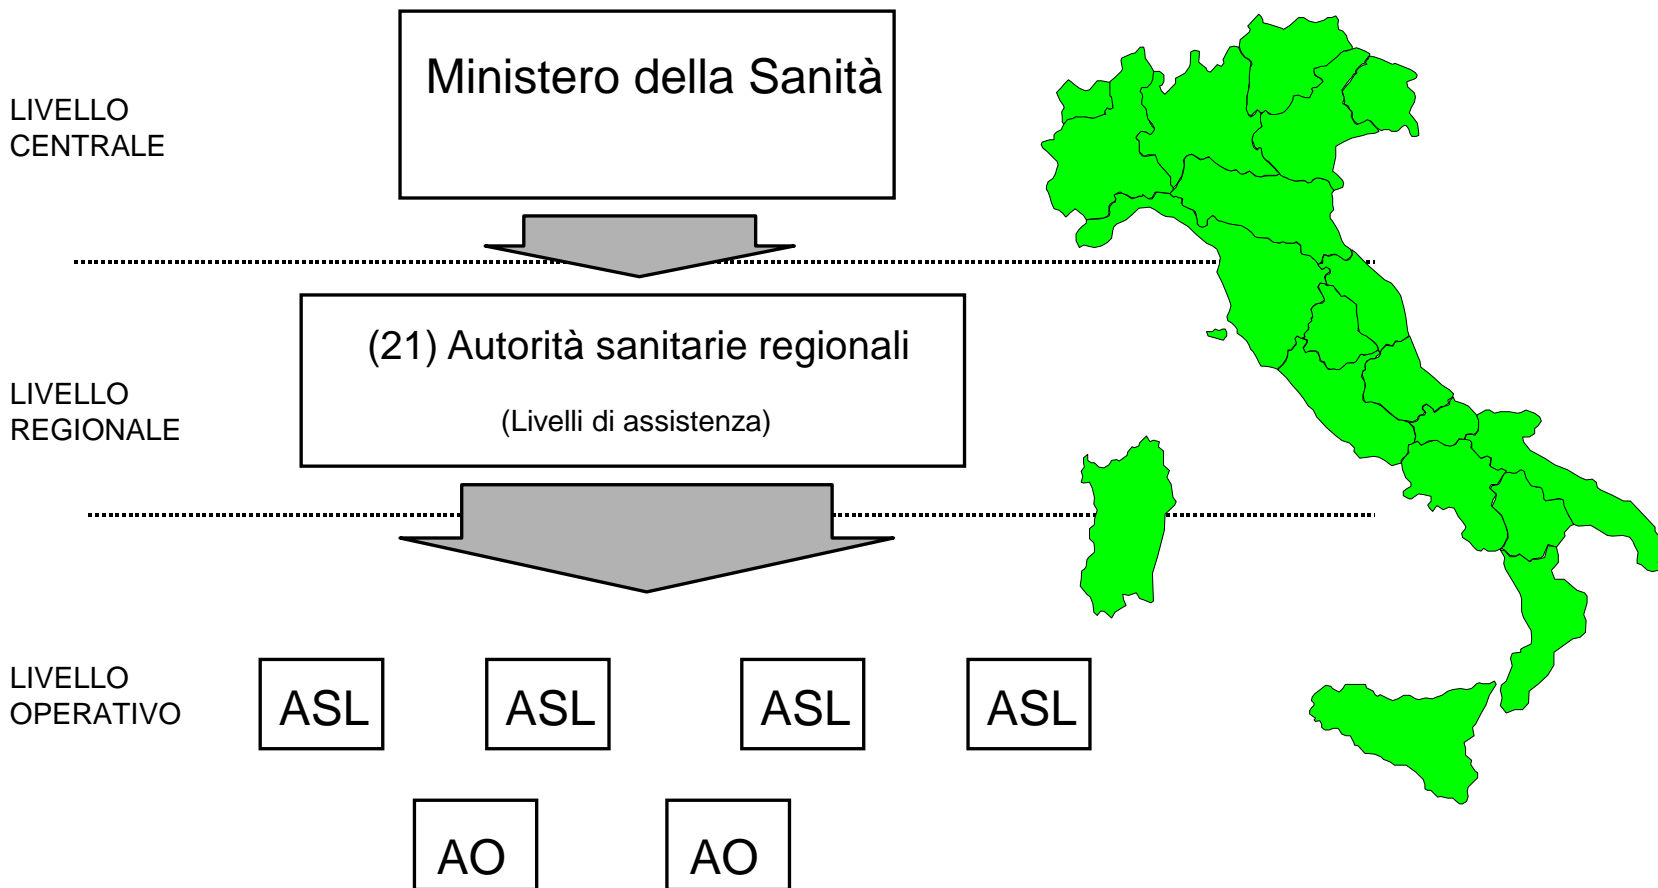 Ministero della Sanità
LIVELLO
CENTRALE
(21) Autorità sanitarie regionali
(Livelli di assistenza)
LIVELLO
REGIONALE
LIVELLO
OPERATIVO
ASL ASL ASL ASL
AO AO